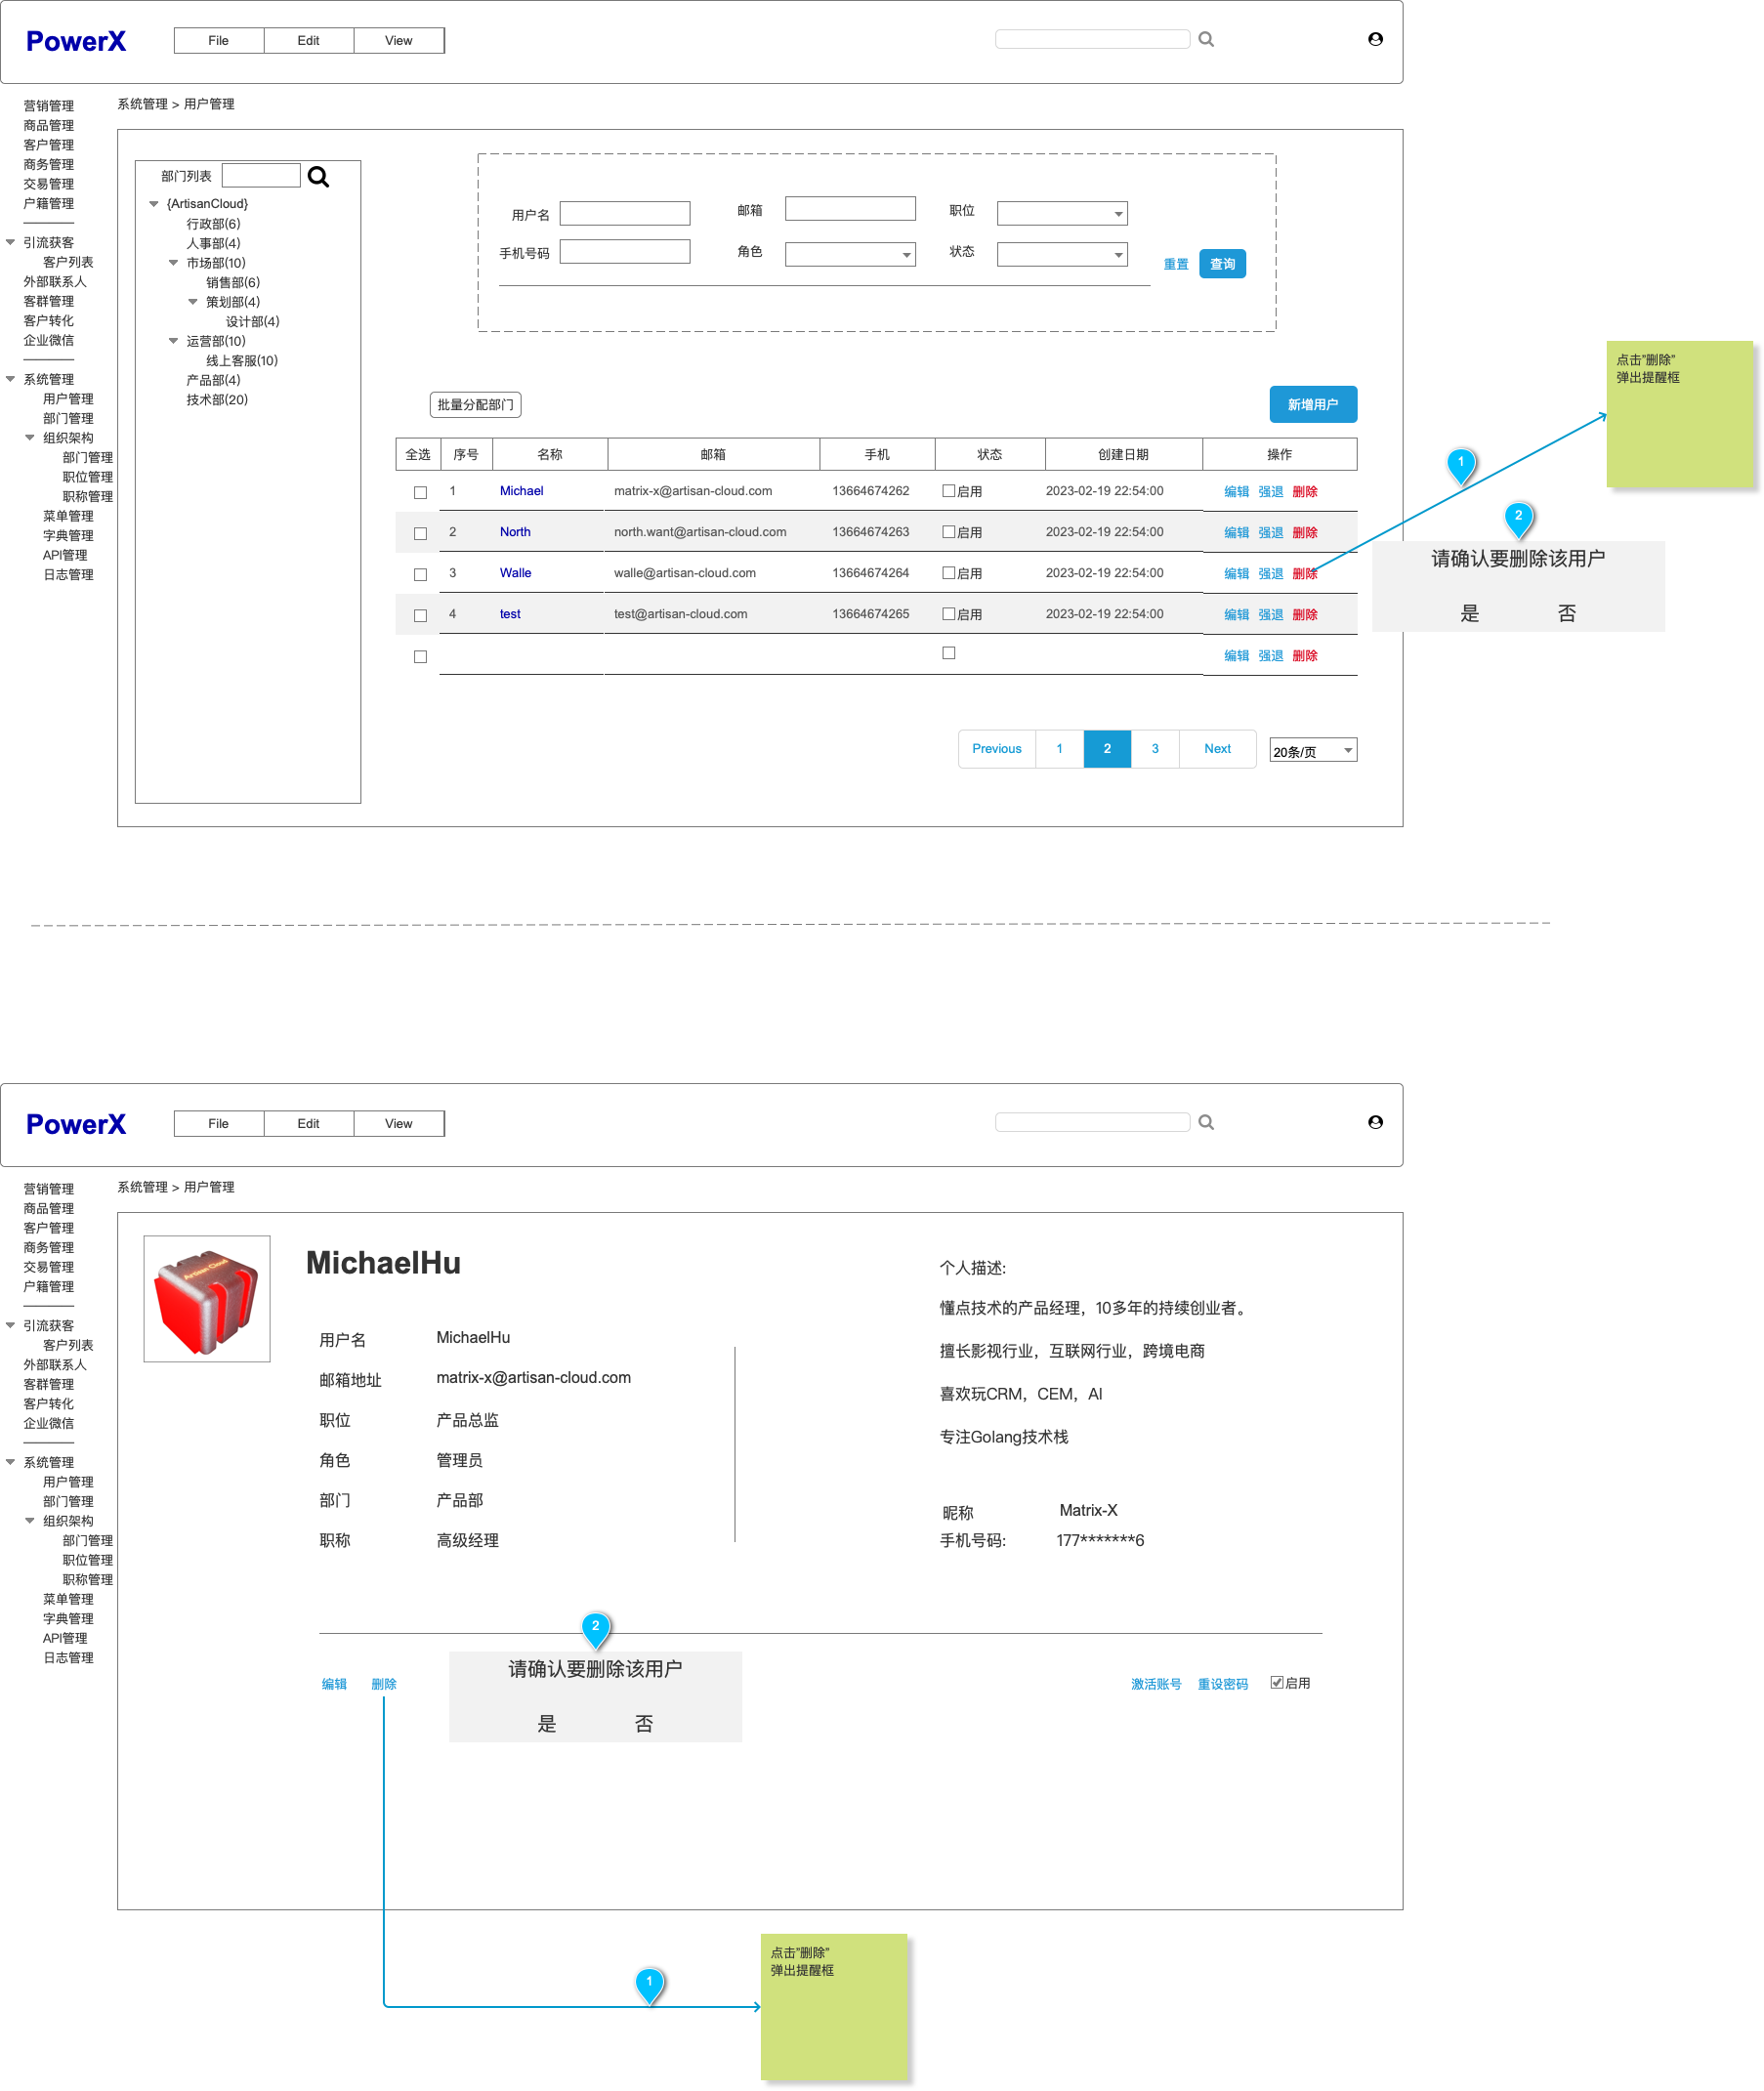 PowerX
File Edit View
营销管理
商品管理
客户管理
商务管理
交易管理
户籍管理
引流获客
客户列表
外部联系人
客群管理
客户转化
企业微信
系统管理
用户管理
部门管理
组织架构
部门管理
职位管理
职称管理
菜单管理
字典管理
API管理
日志管理
系统管理 > 用户管理
部门列表
{ArtisanCloud}
行政部(6)
人事部(4)
市场部(10)
销售部(6)
策划部(4)
设计部(4)
运营部(10)
线上客服(10)
产品部(4)
技术部(20)
用户名 邮箱 职位
手机号码 角色 状态
重置 查询
批量分配部门 新增用户
全选 序号 名称 邮箱 手机 状态 创建日期 操作
1 Michael matrix-x@artisan-cloud.com 13664674262 启用 2023-02-19 22:54:00 编辑 强退 删除
2 North north.want@artisan-cloud.com 13664674263 启用 2023-02-19 22:54:00 编辑 强退 删除
3 Walle walle@artisan-cloud.com 13664674264 启用 2023-02-19 22:54:00 编辑 强退 删除
4 test test@artisan-cloud.com 13664674265 启用 2023-02-19 22:54:00 编辑 强退 删除
编辑 强退 删除
Previous 1 2 3 Next 20条/页
1
点击"删除"
弹出提醒框
2
请确认要删除该用户
是 否
PowerX
File Edit View
营销管理
商品管理
客户管理
商务管理
交易管理
户籍管理
引流获客
客户列表
外部联系人
客群管理
客户转化
企业微信
系统管理
用户管理
部门管理
组织架构
部门管理
职位管理
职称管理
菜单管理
字典管理
API管理
日志管理
系统管理 > 用户管理
Artisan Cloud
MichaelHu
用户名 MichaelHu
邮箱地址 matrix-x@artisan-cloud.com
职位 产品总监
角色 管理员
部门 产品部
职称 高级经理
个人描述:
懂点技术的产品经理，10多年的持续创业者。
擅长影视行业，互联网行业，跨境电商
喜欢玩CRM，CEM，AI
专注Golang技术栈
昵称 Matrix-X
手机号码: 177*******6
编辑 删除
2
请确认要删除该用户
是 否
激活账号 重设密码 启用
1
点击"删除"
弹出提醒框